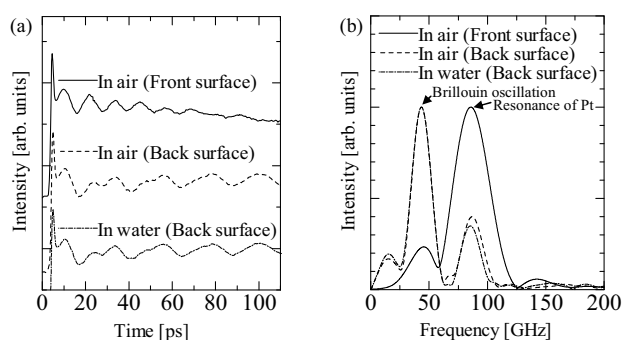 (a)
In air (Front surface)
In air (Back surface)
In water (Back surface)
Intensity [arb. units]
0 20 40 60 80 100
Time [ps]
(b)
In air (Front surface)
In air (Back surface)
In water (Back surface)
Brillouin oscillation
Resonance of Pt
Intensity [arb. units]
0 50 100 150 200
Frequency [GHz]